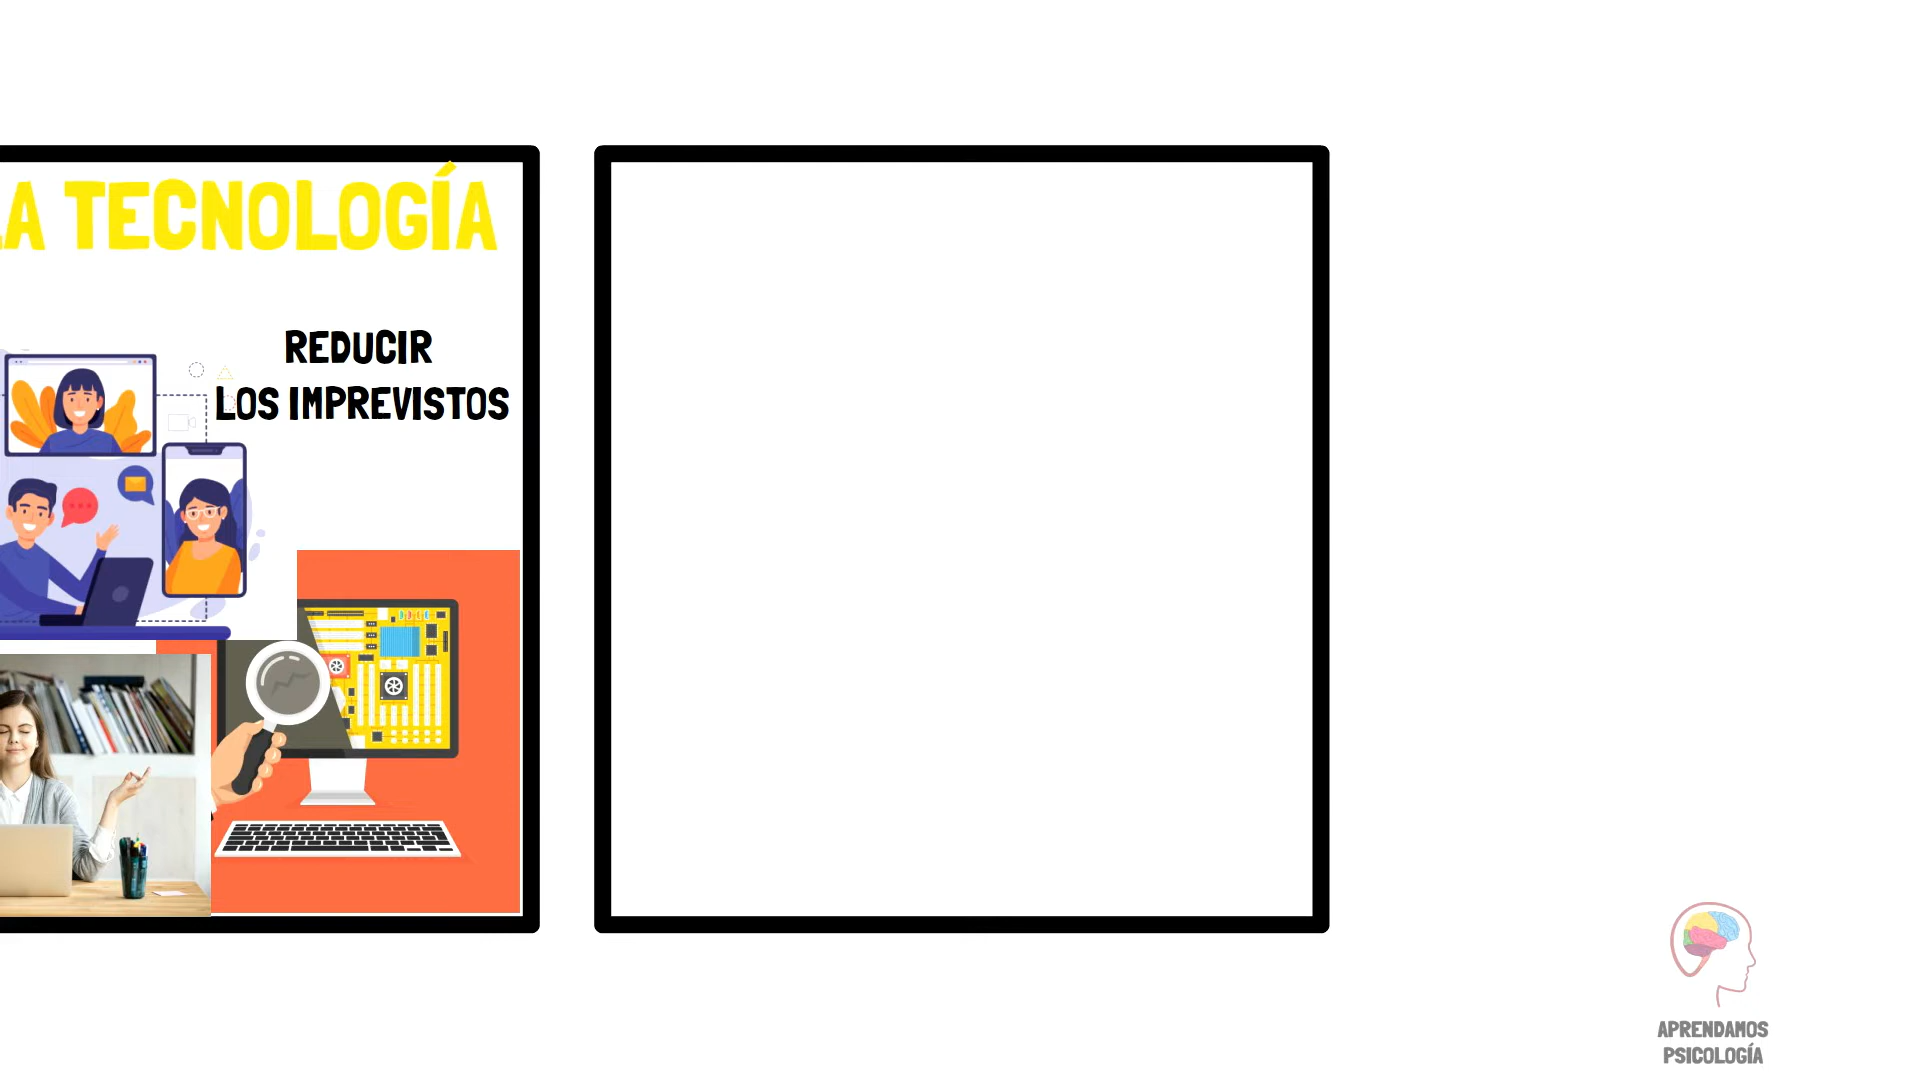 A TECNOLOGÍA
REDUCIR
LOS IMPREVISTOS
APRENDAMOS
PSICOLOGÍA